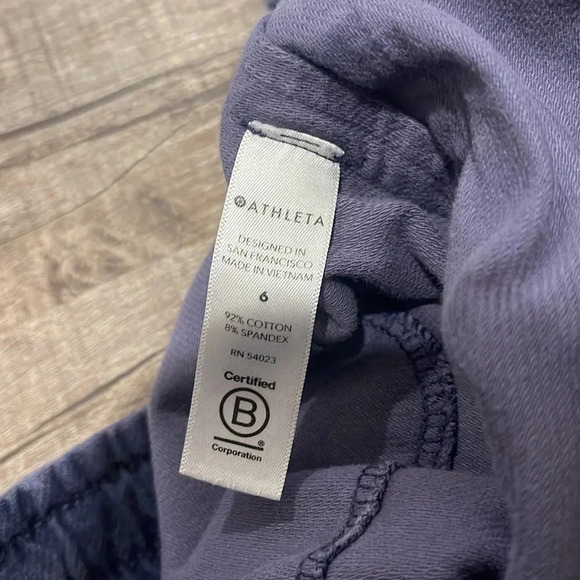 ATHLETA
DESIGNED IN
SAN FRANCISCO
MADE IN VIETNAM
6
92% COTTON
8% SPANDEX
RN 54023
Certified
B
®
Corporation